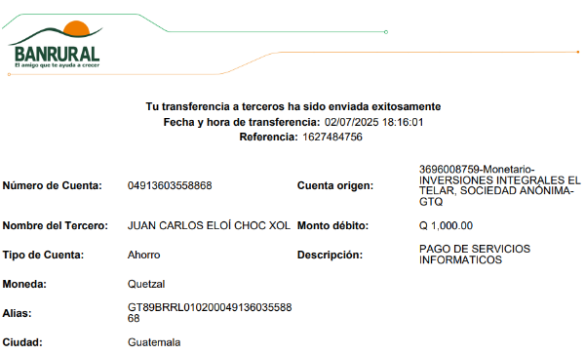 BANRURAL
El amigo que te ayuda a crecer
Tu transferencia a terceros ha sido enviada exitosamente
Fecha y hora de transferencia: 02/07/2025 18:16:01
Referencia: 1627484756
Número de Cuenta: 04913603558868
Cuenta origen: 3696008759-Monetario-
INVERSIONES INTEGRALES EL
TELAR, SOCIEDAD ANÓNIMA-
GTQ
Nombre del Tercero: JUAN CARLOS ELOÍ CHOC XOL
Monto débito: Q 1,000.00
Tipo de Cuenta: Ahorro
Descripción: PAGO DE SERVICIOS
INFORMATICOS
Moneda: Quetzal
Alias: GT89BRRL010200049136035588
68
Ciudad: Guatemala